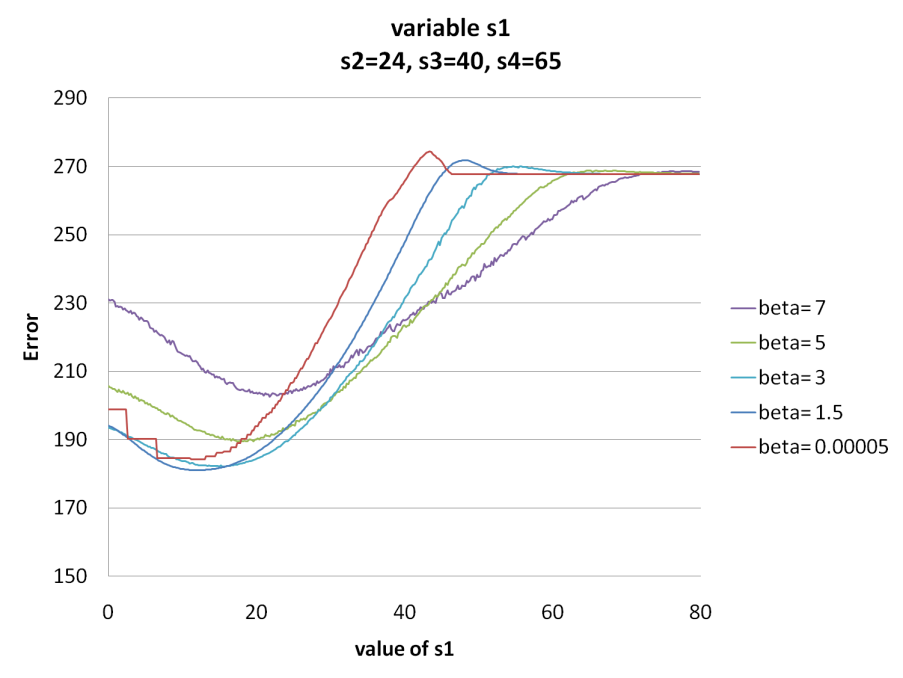 variable s1
s2=24, s3=40, s4=65
290
270
250
230
210
190
170
150
Error
0 20 40 60 80
value of s1
beta= 7
beta= 5
beta= 3
beta= 1.5
beta= 0.00005